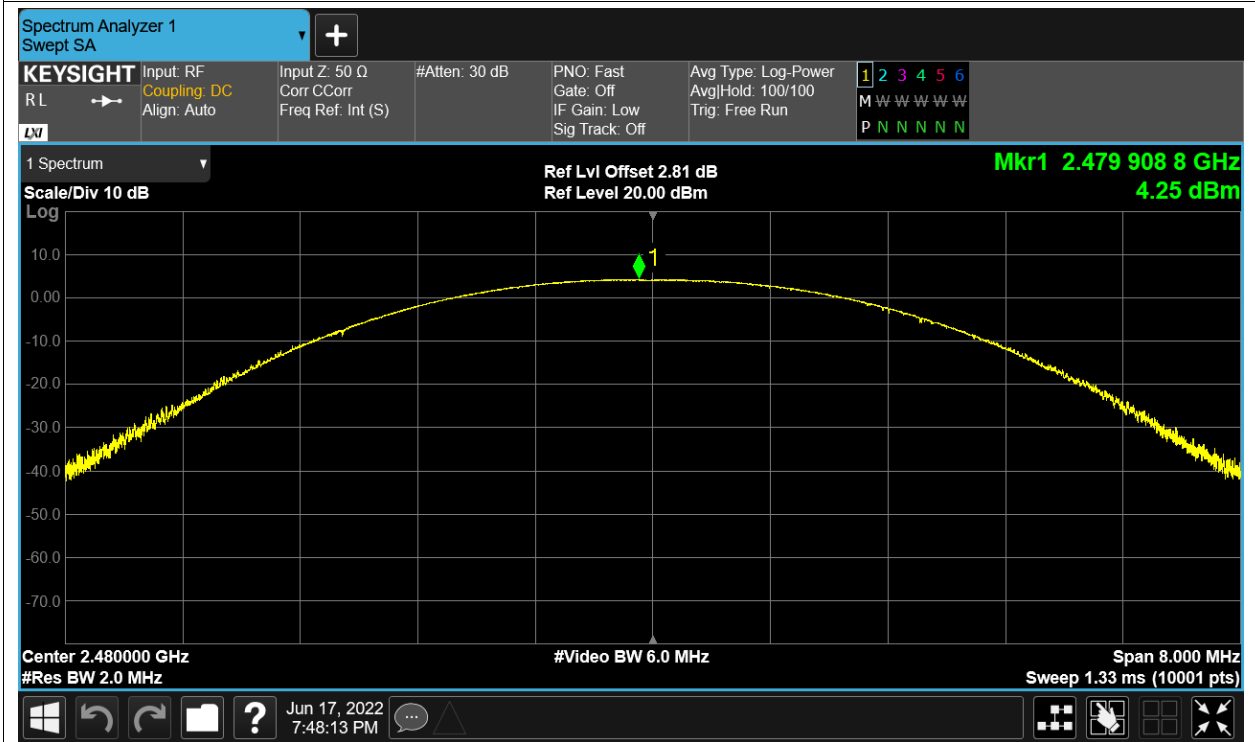 Spectrum Analyzer 1
Swept SA
+
KEYSIGHT
R L
LXI
Input: RF
Coupling: DC
Align: Auto
Input Z: 50 Ω
Corr CCorr
Freq Ref: Int (S)
#Atten: 30 dB
PNO: Fast
Gate: Off
IF Gain: Low
Sig Track: Off
Avg Type: Log-Power
Avg|Hold: 100/100
Trig: Free Run
1 2 3 4 5 6
M W W W W W
P N N N N N
1 Spectrum
Scale/Div 10 dB
Log
Ref Lvl Offset 2.81 dB
Ref Level 20.00 dBm
Mkr1 2.479 908 8 GHz
4.25 dBm
1
10.0
0.00
-10.0
-20.0
-30.0
-40.0
-50.0
-60.0
-70.0
Center 2.480000 GHz
#Res BW 2.0 MHz
#Video BW 6.0 MHz
Span 8.000 MHz
Sweep 1.33 ms (10001 pts)
?
Jun 17, 2022
7:48:13 PM